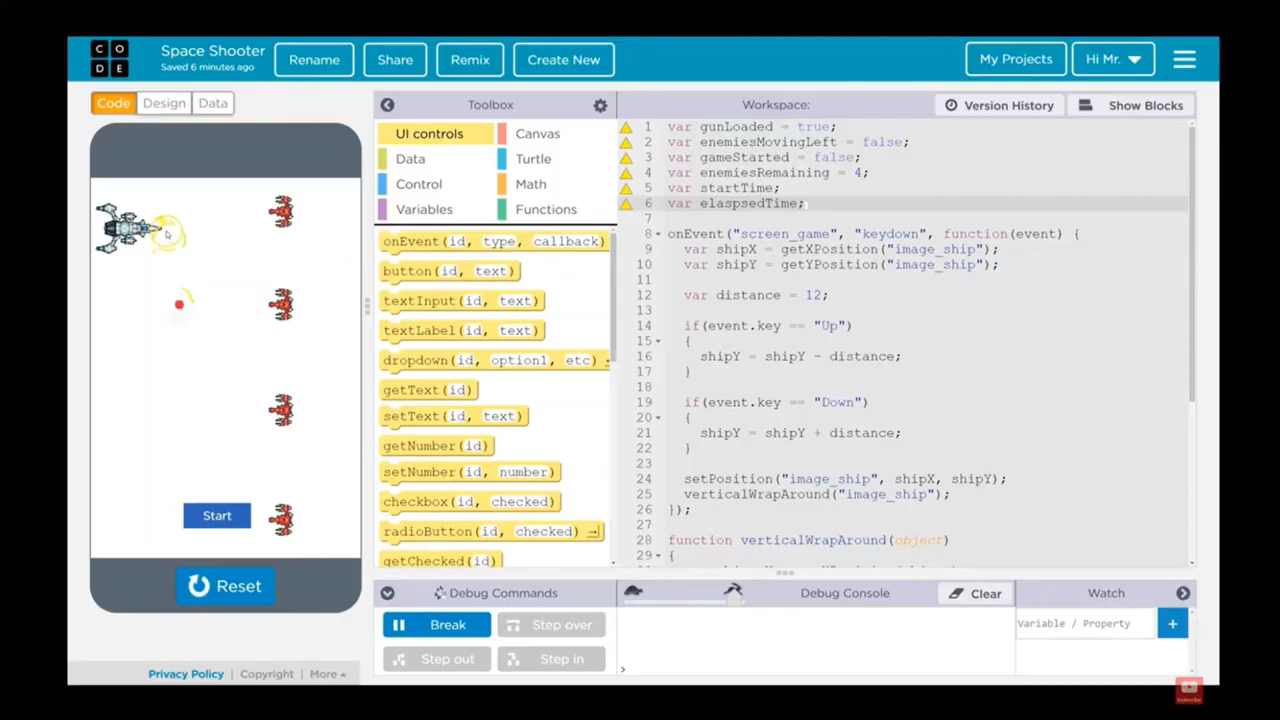 CODE
Space Shooter
Saved 6 minutes ago
Rename
Share
Remix
Create New
My Projects
Hi Mr.
Code
Design
Data
Toolbox
Workspace:
Version History
Show Blocks
UI controls
Canvas
Data
Turtle
Control
Math
Variables
Functions
onEvent(id, type, callback)
button(id, text)
textInput(id, text)
textLabel(id, text)
dropdown(id, option1, etc)
getText(id)
setText(id, text)
getNumber(id)
setNumber(id, number)
checkbox(id, checked)
radioButton(id, checked)
getChecked(id)
1 var gunLoaded = true;
2 var enemiesMovingLeft = false;
3 var gameStarted = false;
4 var enemiesRemaining = 4;
5 var startTime;
6 var elaspsedTime;
7
8 onEvent("screen_game", "keydown", function(event) {
9 var shipX = getXPosition("image_ship");
10 var shipY = getYPosition("image_ship");
11
12 var distance = 12;
13
14 if(event.key == "Up")
15 {
16 shipY = shipY - distance;
17 }
18
19 if(event.key == "Down")
20 {
21 shipY = shipY + distance;
22 }
23
24 setPosition("image_ship", shipX, shipY);
25 verticalWrapAround("image_ship");
26 });
27
28 function verticalWrapAround(object)
29 {
Start
Reset
Debug Commands
Break
Step over
Step out
Step in
Debug Console
Clear
Watch
Variable / Property
+
>
Privacy Policy | Copyright | More
Subscribe